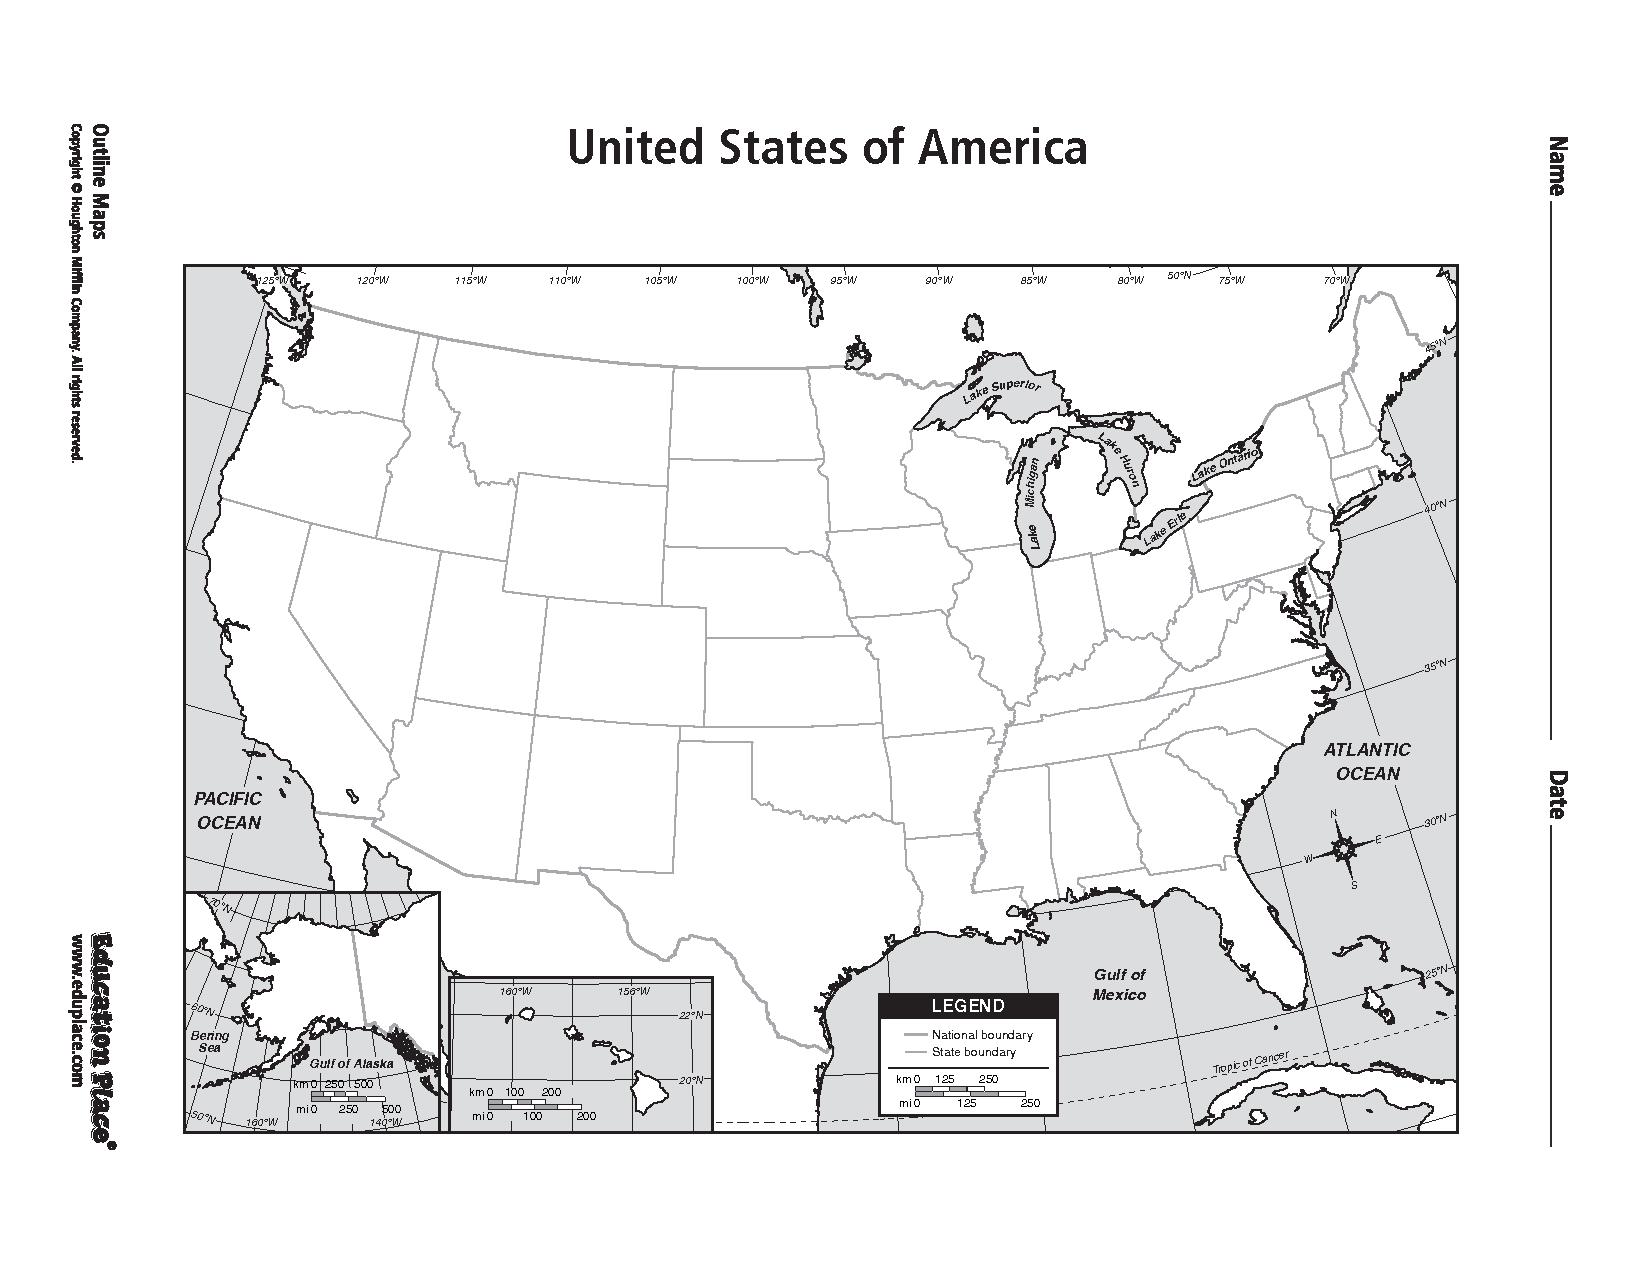 United States of America
Outline Maps
Copyright © Houghton Mifflin Company. All rights reserved.
Education Place®
www.eduplace.com
Name
Date
125°W
120°W
115°W
110°W
105°W
100°W
95°W
90°W
85°W
80°W
50°N
75°W
70°W
45°N
40°N
35°N
30°N
25°N
Lake Superior
Lake Michigan
Lake Huron
Lake Ontario
Lake Erie
PACIFIC
OCEAN
ATLANTIC
OCEAN
N
E
W
S
Gulf of
Mexico
Tropic of Cancer
70°N
60°N
Bering
Sea
Gulf of Alaska
km 0 250 500
mi 0 250 500
50°N
160°W
140°W
160°W
156°W
22°N
20°N
km 0 100 200
mi 0 100 200
LEGEND
National boundary
State boundary
km 0 125 250
mi 0 125 250